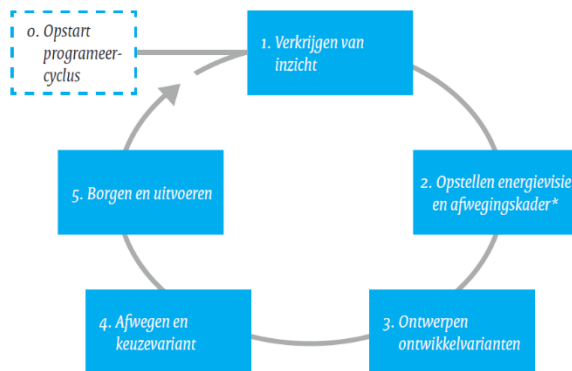 0. Opstart
programeer-
cyclus
1. Verkrijgen van
inzicht
2. Opstellen energievisie
en afwegingskader*
3. Ontwerpen
ontwikkelvarianten
4. Afwegen en
keuzevariant
5. Borgen en uitvoeren